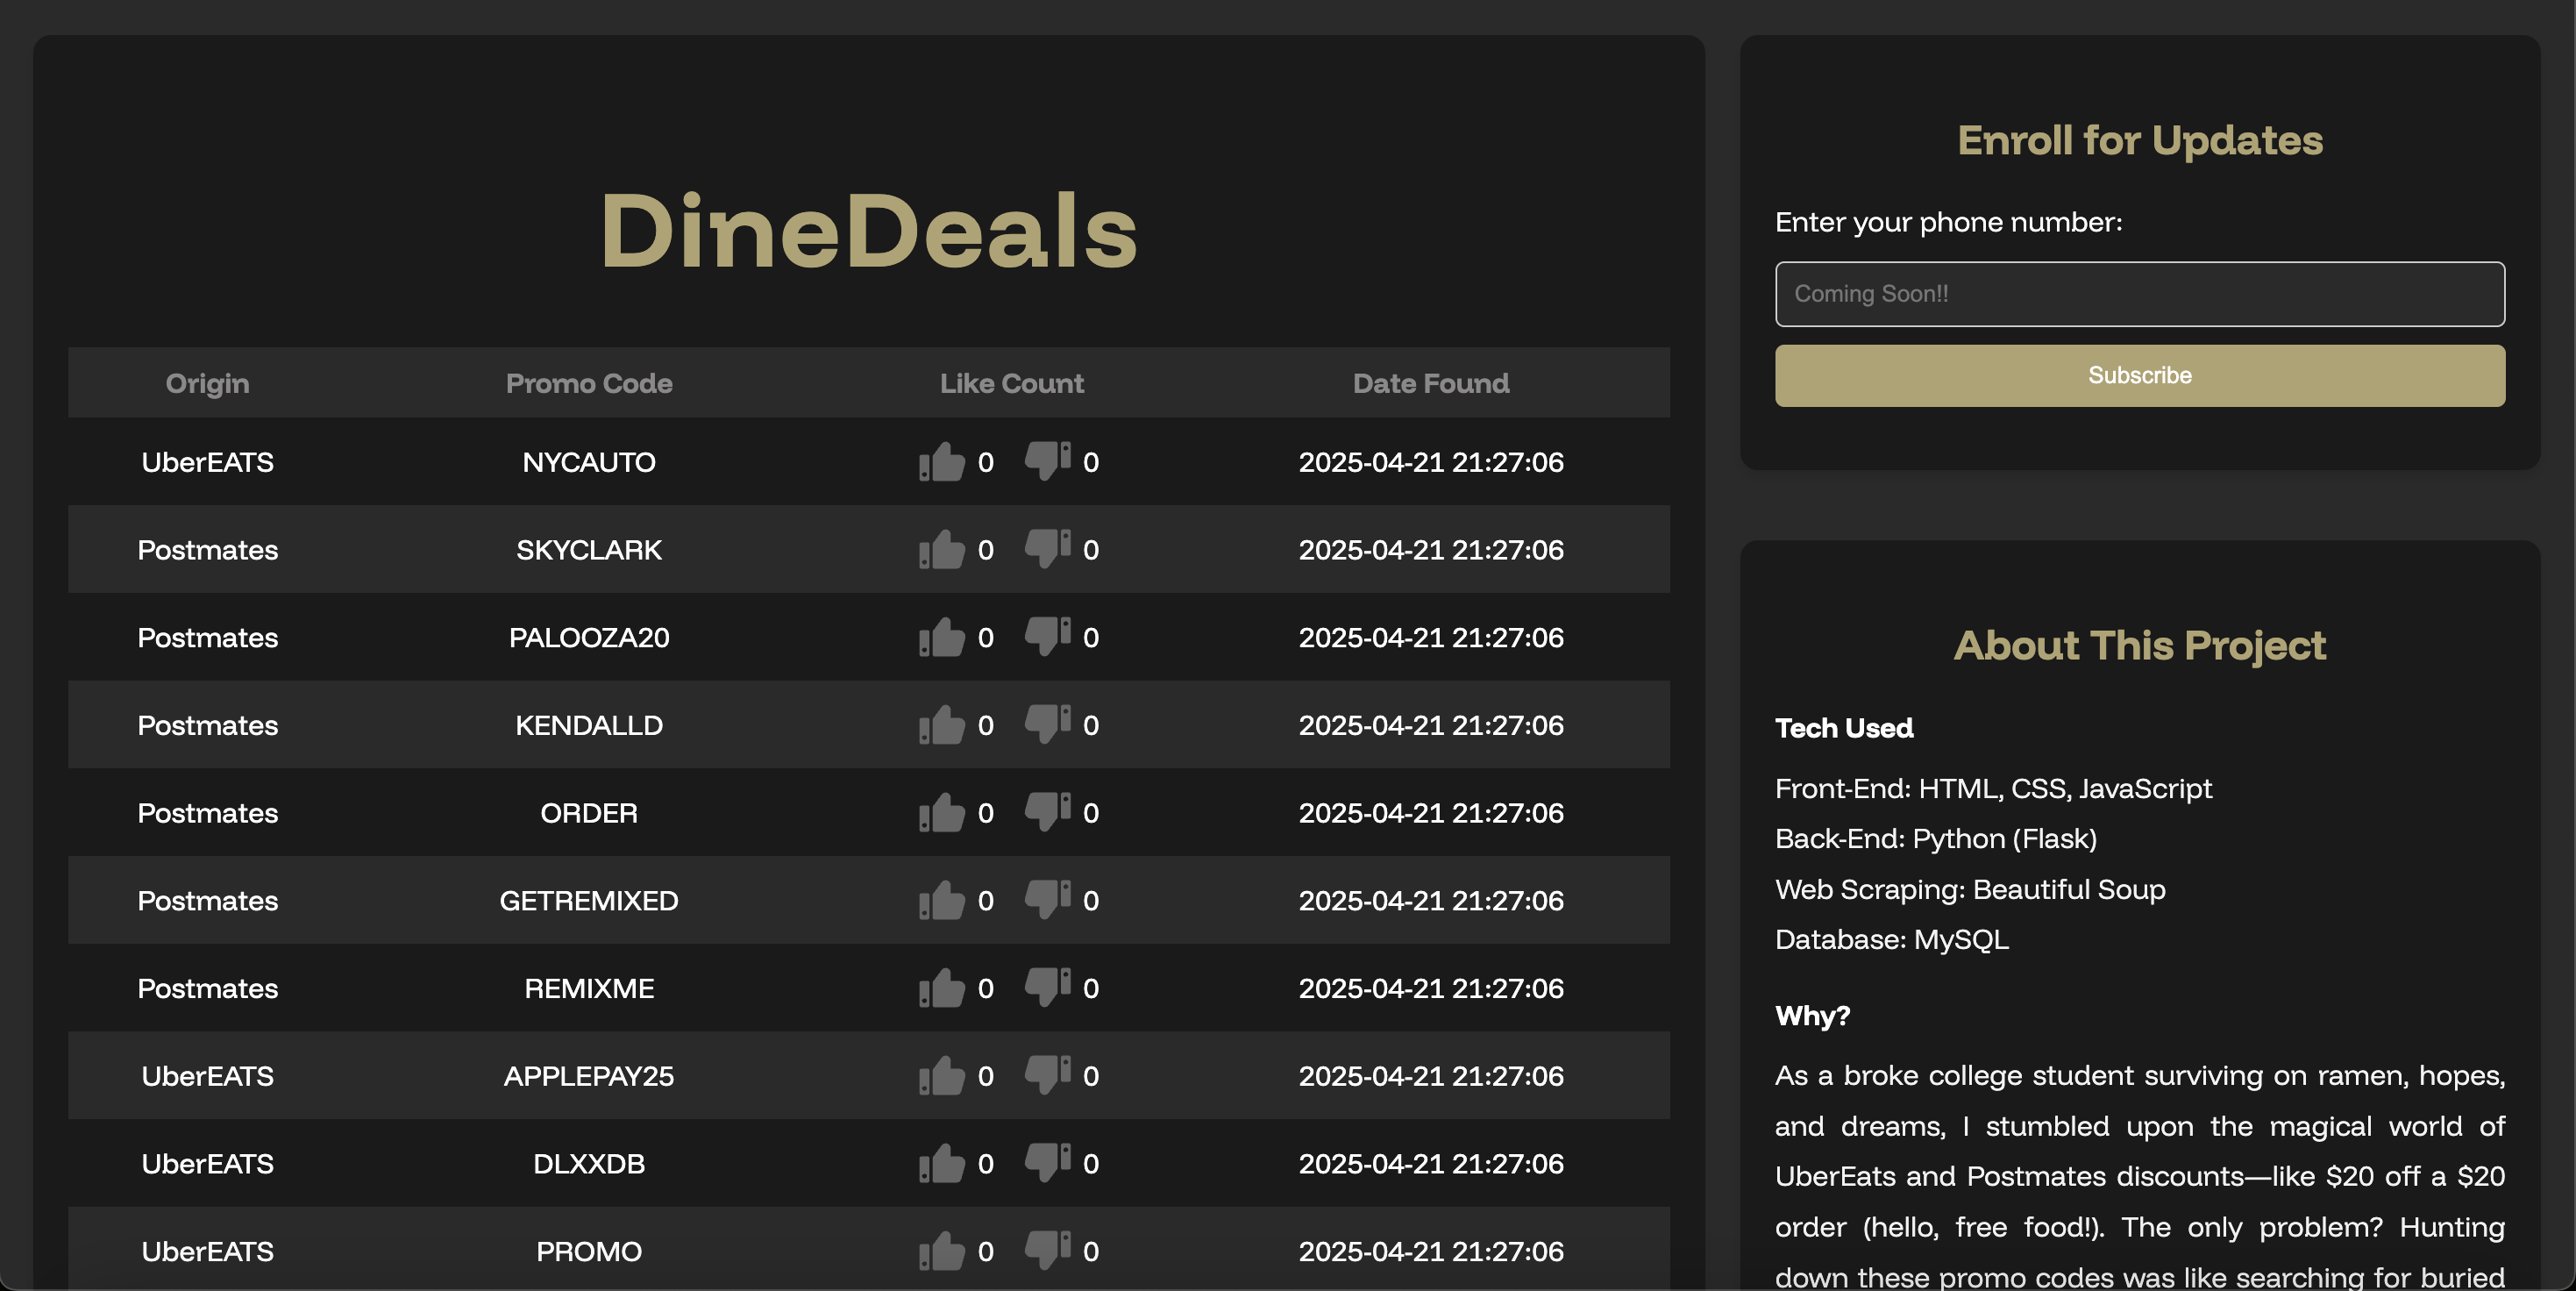 DineDeals
Origin Promo Code Like Count Date Found
UberEATS NYCAUTO 0 0 2025-04-21 21:27:06
Postmates SKYCLARK 0 0 2025-04-21 21:27:06
Postmates PALOOZA20 0 0 2025-04-21 21:27:06
Postmates KENDALLD 0 0 2025-04-21 21:27:06
Postmates ORDER 0 0 2025-04-21 21:27:06
Postmates GETREMIXED 0 0 2025-04-21 21:27:06
Postmates REMIXME 0 0 2025-04-21 21:27:06
UberEATS APPLEPAY25 0 0 2025-04-21 21:27:06
UberEATS DLXXDB 0 0 2025-04-21 21:27:06
UberEATS PROMO 0 0 2025-04-21 21:27:06
Enroll for Updates
Enter your phone number:
Coming Soon!!
Subscribe
About This Project
Tech Used
Front-End: HTML, CSS, JavaScript
Back-End: Python (Flask)
Web Scraping: Beautiful Soup
Database: MySQL
Why?
As a broke college student surviving on ramen, hopes,
and dreams, I stumbled upon the magical world of
UberEats and Postmates discounts—like $20 off a $20
order (hello, free food!). The only problem? Hunting
down these promo codes was like searching for buried